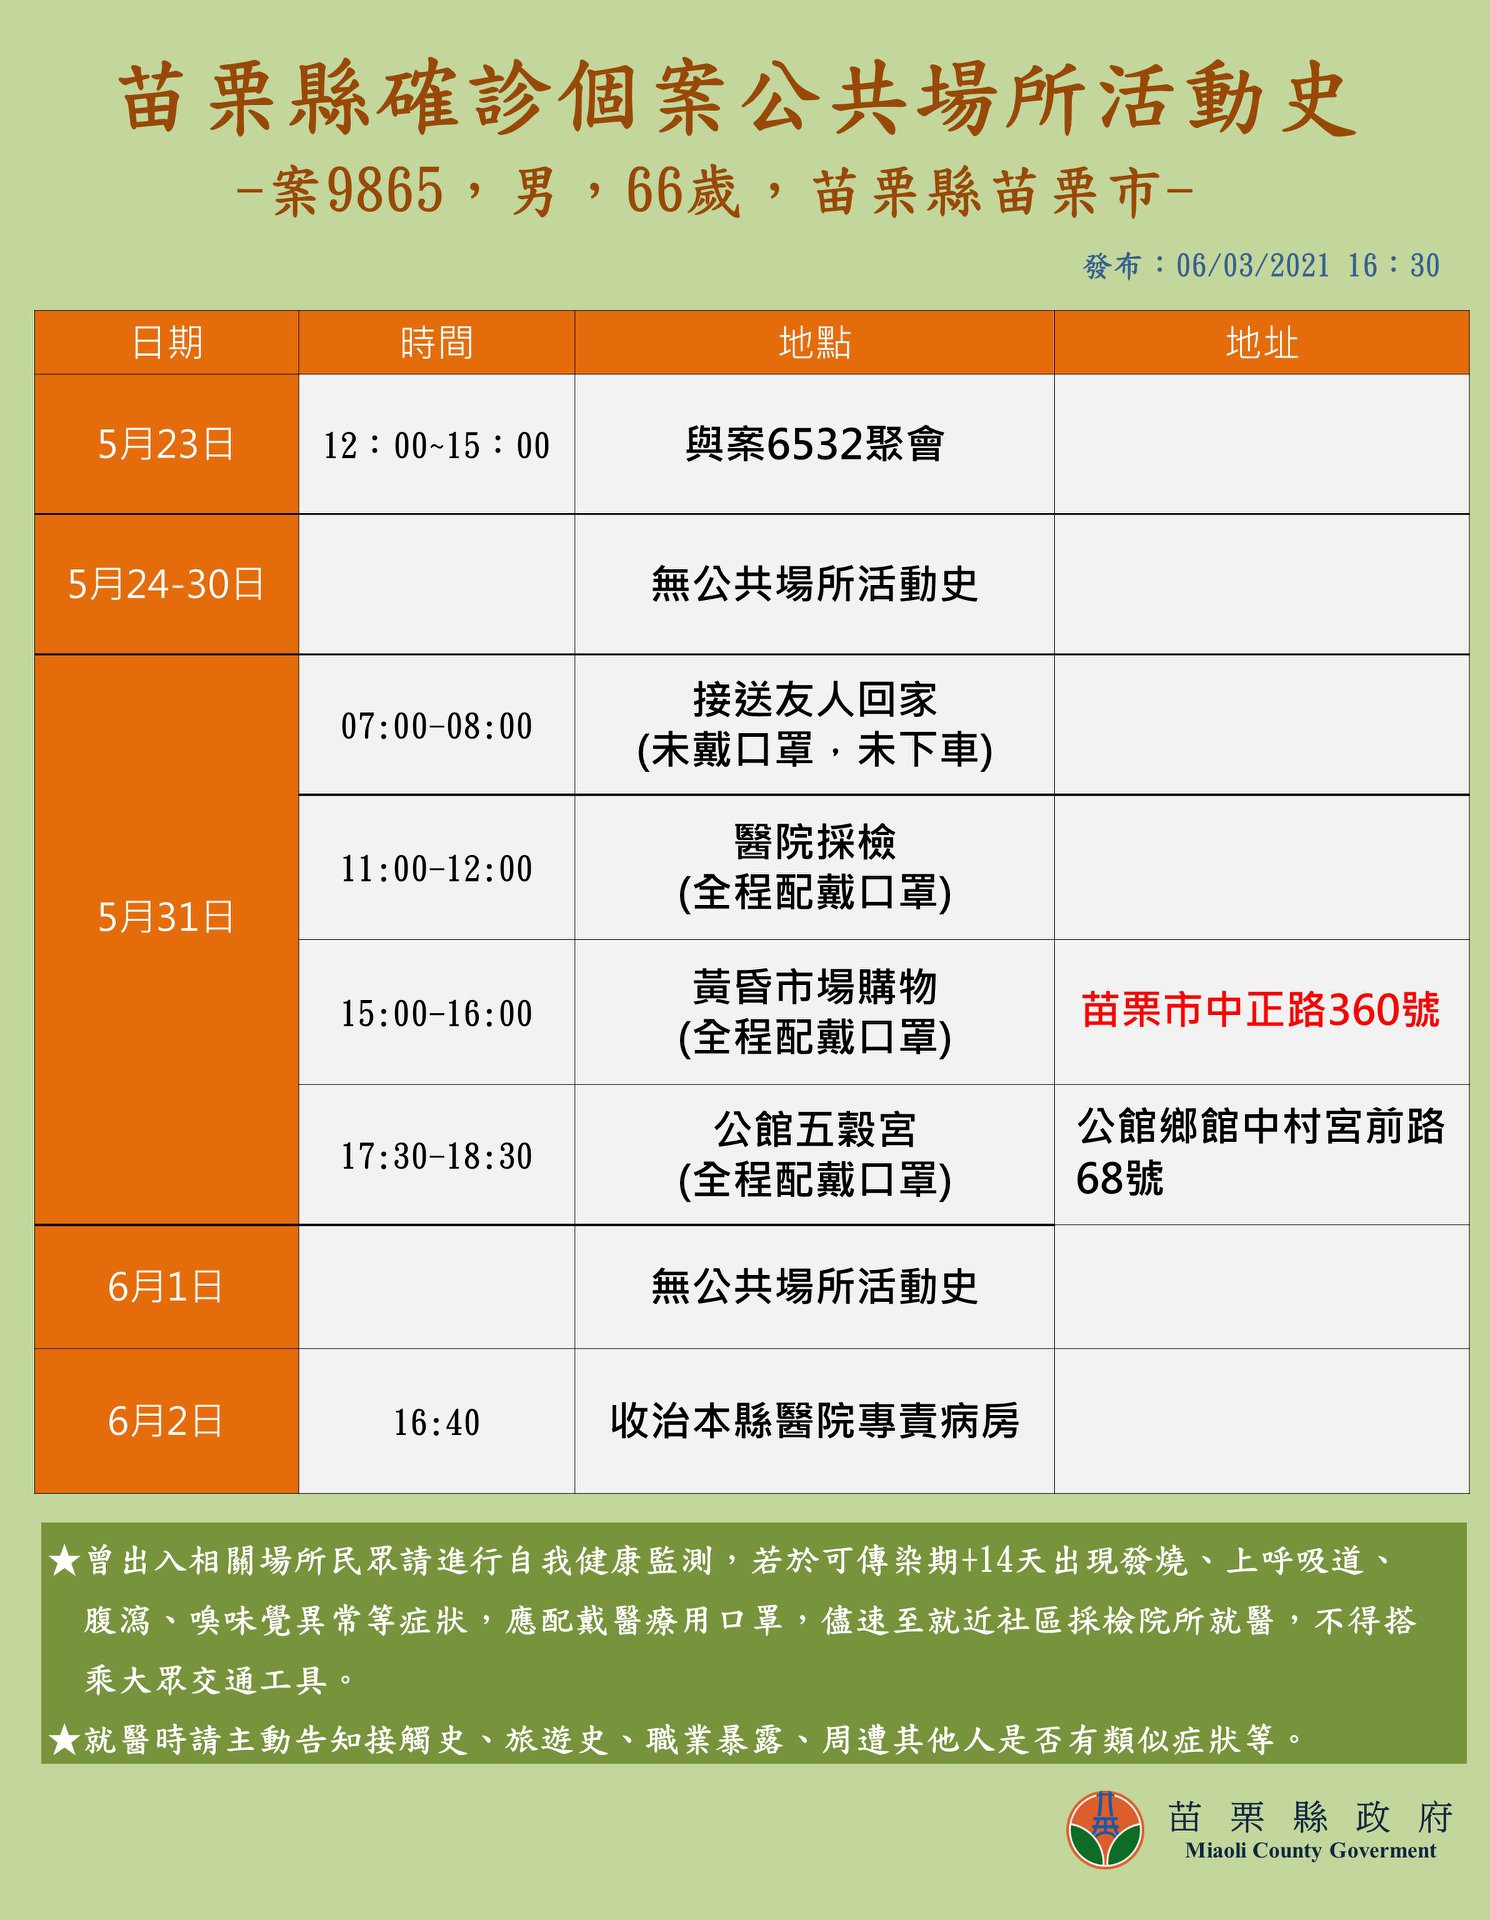 苗栗縣確診個案公共場所活動史
-案9865，男，66歲，苗栗縣苗栗市-
發布：06/03/2021 16：30
日期 時間 地點 地址
5月23日 12：00~15：00 與案6532聚會
5月24-30日 無公共場所活動史
5月31日
07:00-08:00 接送友人回家
(未戴口罩，未下車)
11:00-12:00 醫院採檢
(全程配戴口罩)
15:00-16:00 黃昏市場購物
(全程配戴口罩)
苗栗市中正路360號
17:30-18:30 公館五穀宮
(全程配戴口罩)
公館鄉館中村宮前路
68號
6月1日 無公共場所活動史
6月2日 16:40 收治本縣醫院專責病房
★曾出入相關場所民眾請進行自我健康監測，若於可傳染期+14天出現發燒、上呼吸道、
腹瀉、嗅味覺異常等症狀，應配戴醫療用口罩，儘速至就近社區採檢院所就醫，不得搭
乘大眾交通工具。
★就醫時請主動告知接觸史、旅遊史、職業暴露、周遭其他人是否有類似症狀等。
苗栗縣政府
Miaoli County Goverment